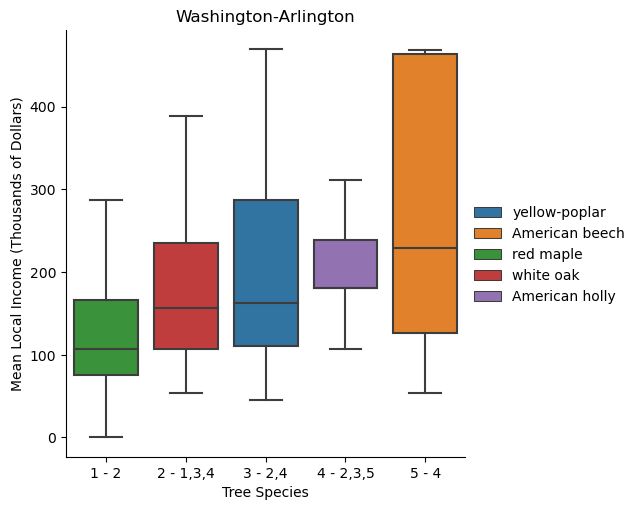 Washington-Arlington
Mean Local Income (Thousands of Dollars)
400
300
200
100
0
1 - 2
2 - 1,3,4
3 - 2,4
4 - 2,3,5
5 - 4
Tree Species
yellow-poplar
American beech
red maple
white oak
American holly